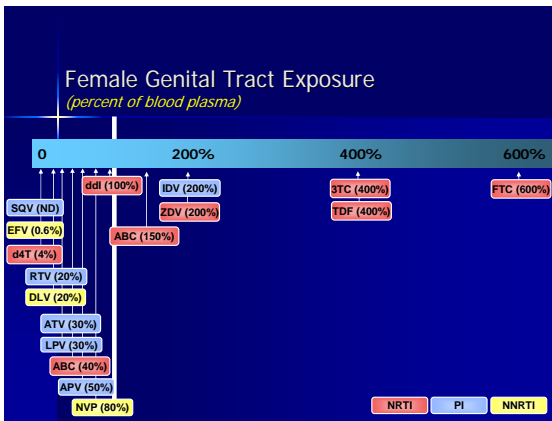 Female Genital Tract Exposure
(percent of blood plasma)
0 200% 400% 600%
ddI (100%) IDV (200%) 3TC (400%) FTC (600%)
SQV (ND) ZDV (200%) TDF (400%)
EFV (0.6%) ABC (150%)
d4T (4%)
RTV (20%)
DLV (20%)
ATV (30%)
LPV (30%)
ABC (40%)
APV (50%)
NVP (80%)
NRTI PI NNRTI